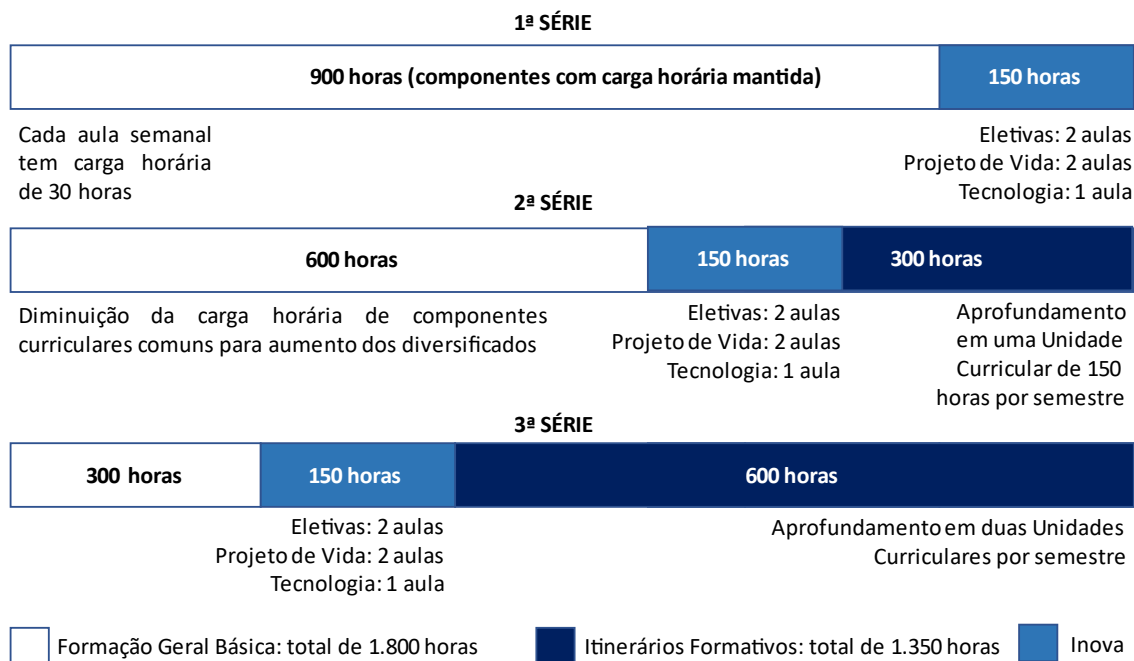 1ª SÉRIE
900 horas (componentes com carga horária mantida)
150 horas
Cada aula semanal
tem carga horária
de 30 horas
Eletivas: 2 aulas
Projeto de Vida: 2 aulas
Tecnologia: 1 aula
2ª SÉRIE
600 horas
150 horas
300 horas
Diminuição da carga horária de componentes
curriculares comuns para aumento dos diversificados
Eletivas: 2 aulas
Projeto de Vida: 2 aulas
Tecnologia: 1 aula
Aprofundamento
em uma Unidade
Curricular de 150
horas por semestre
3ª SÉRIE
300 horas
150 horas
600 horas
Eletivas: 2 aulas
Projeto de Vida: 2 aulas
Tecnologia: 1 aula
Aprofundamento em duas Unidades
Curriculares por semestre
Formação Geral Básica: total de 1.800 horas
Itinerários Formativos: total de 1.350 horas
Inova